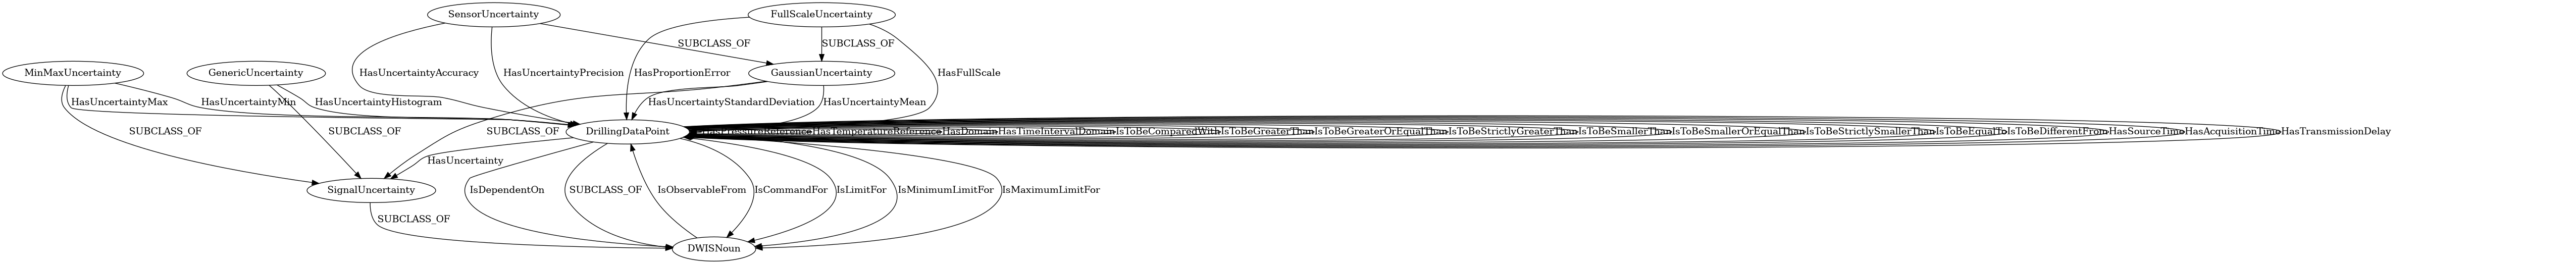 SensorUncertainty
FullScaleUncertainty
SUBCLASS_OF
SUBCLASS_OF
MinMaxUncertainty
GenericUncertainty
HasUncertaintyAccuracy
HasUncertaintyPrecision
HasProportionError
GaussianUncertainty
HasFullScale
HasUncertaintyMax
HasUncertaintyMin
HasUncertaintyHistogram
HasUncertaintyStandardDeviation
HasUncertaintyMean
SUBCLASS_OF
SUBCLASS_OF
SUBCLASS_OF
DrillingDataPoint
HasPressureReference
HasTemperatureReference
HasDomain
HasTimeIntervalDomain
IsToBeComparedWith
IsToBeGreaterThan
IsToBeGreaterOrEqualThan
IsToBeStrictlyGreaterThan
IsToBeSmallerThan
IsToBeSmallerOrEqualThan
IsToBeStrictlySmallerThan
IsToBeEqualTo
IsToBeDifferentFrom
HasSourceTime
HasAcquisitionTime
HasTransmissionDelay
HasUncertainty
SignalUncertainty
IsDependentOn
SUBCLASS_OF
IsObservableFrom
IsCommandFor
IsLimitFor
IsMinimumLimitFor
IsMaximumLimitFor
SUBCLASS_OF
DWISNoun